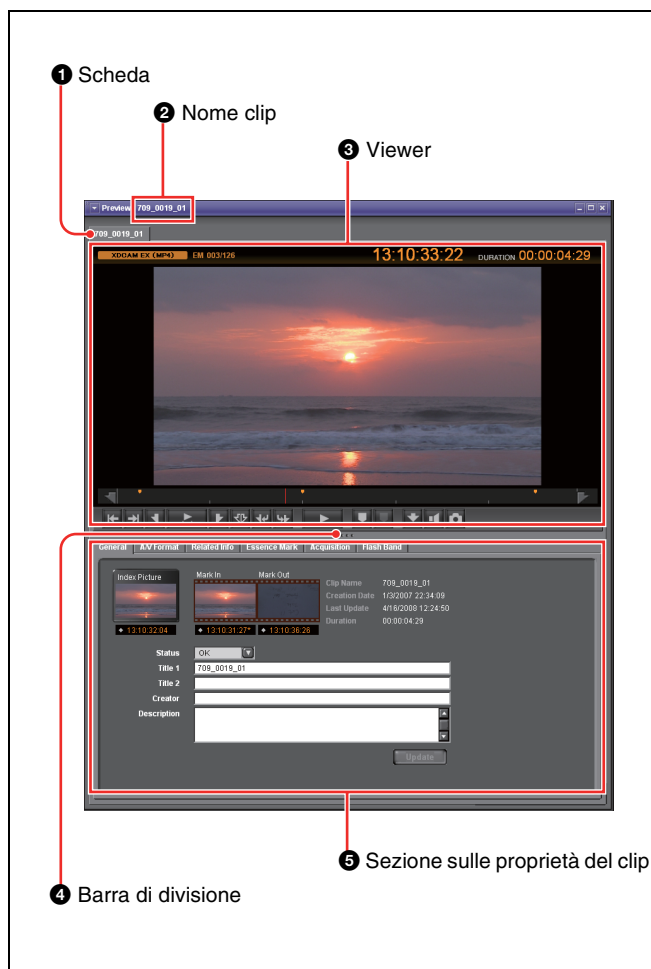 ❶ Scheda
❷ Nome clip
❸ Viewer
Preview 709_0019_01
709_0019_01
XDCAM EX (MP4) EM 003/126 13:10:33:22 DURATION 00:00:04:29
General A/V Format Related Info Essence Mark Acquisition Flash Band
Index Picture Mark In Mark Out
Clip Name 709_0019_01
Creation Date 1/3/2007 22:34:09
Last Update 4/16/2008 12:24:50
Duration 00:00:04:29
13:10:32:04 13:10:31:27* 13:10:36:26
Status OK
Title 1 709_0019_01
Title 2
Creator
Description
Update
❺ Sezione sulle proprietà del clip
❹ Barra di divisione